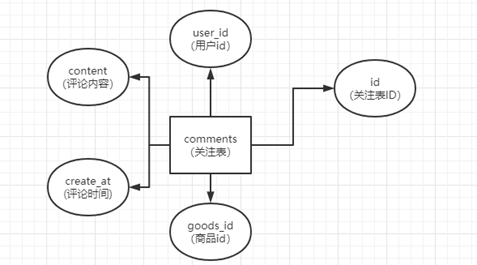 user_id
(用户id)
content
(评论内容)
id
(关注表ID)
comments
(关注表)
create_at
(评论时间)
goods_id
(商品id)